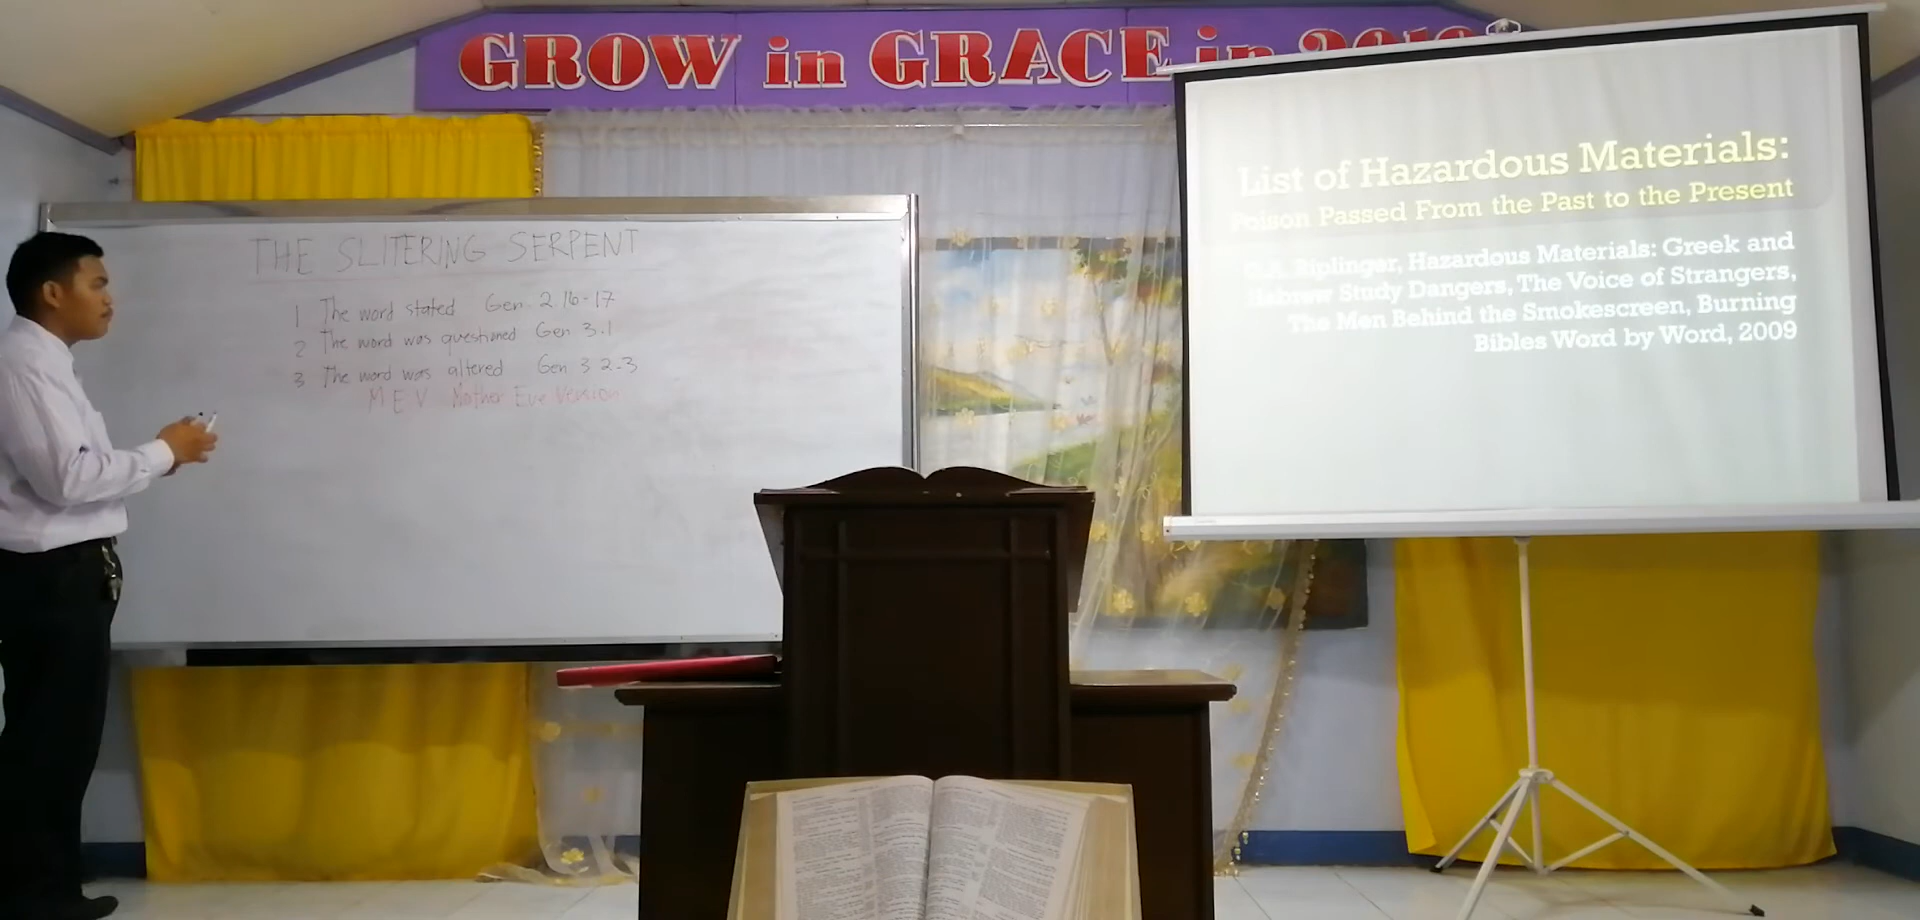 GROW in GRACE in
THE SLITERING SERPENT
1 The word stated Gen 2 16-17
2 The word was questioned Gen 3.1
3 The word was altered Gen 3 2-3
M E V Mother Eve Version
List of Hazardous Materials:
Poison Passed From the Past to the Present
Riplinger, Hazardous Materials: Greek and
Hebrew Study Dangers, The Voice of Strangers,
The Men Behind the Smokescreen, Burning
Bibles Word by Word, 2009